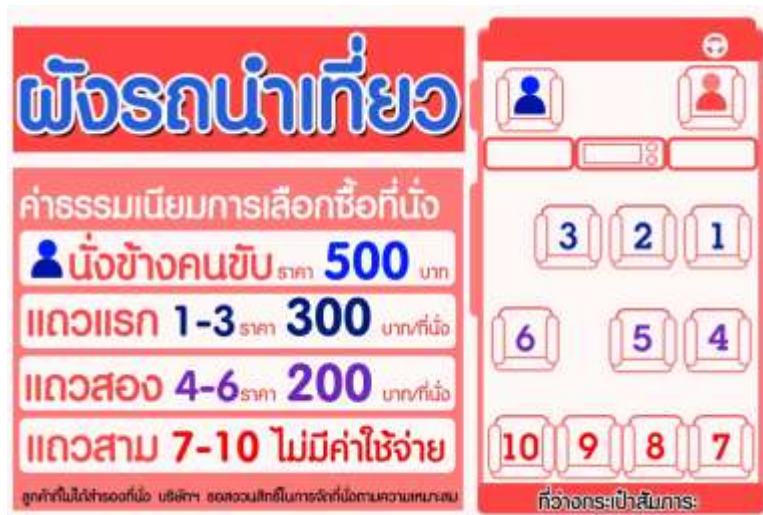 ผังรถนำเที่ยว
ค่าธรรมเนียมการเลือกซื้อที่นั่ง
นั่งข้างคนขับ ราคา 500 บาท
แถวแรก 1-3 ราคา 300 บาท/ที่นั่ง
แถวสอง 4-6 ราคา 200 บาท/ที่นั่ง
แถวสาม 7-10 ไม่มีค่าใช้จ่าย
ลูกค้าที่ไม่ได้สำรองที่นั่ง บริษัทฯ ขอสงวนสิทธิ์ในการจัดที่นั่งตามความเหมาะสม
3 2 1
6 5 4
10 9 8 7
ที่วางกระเป๋าสัมภาระ